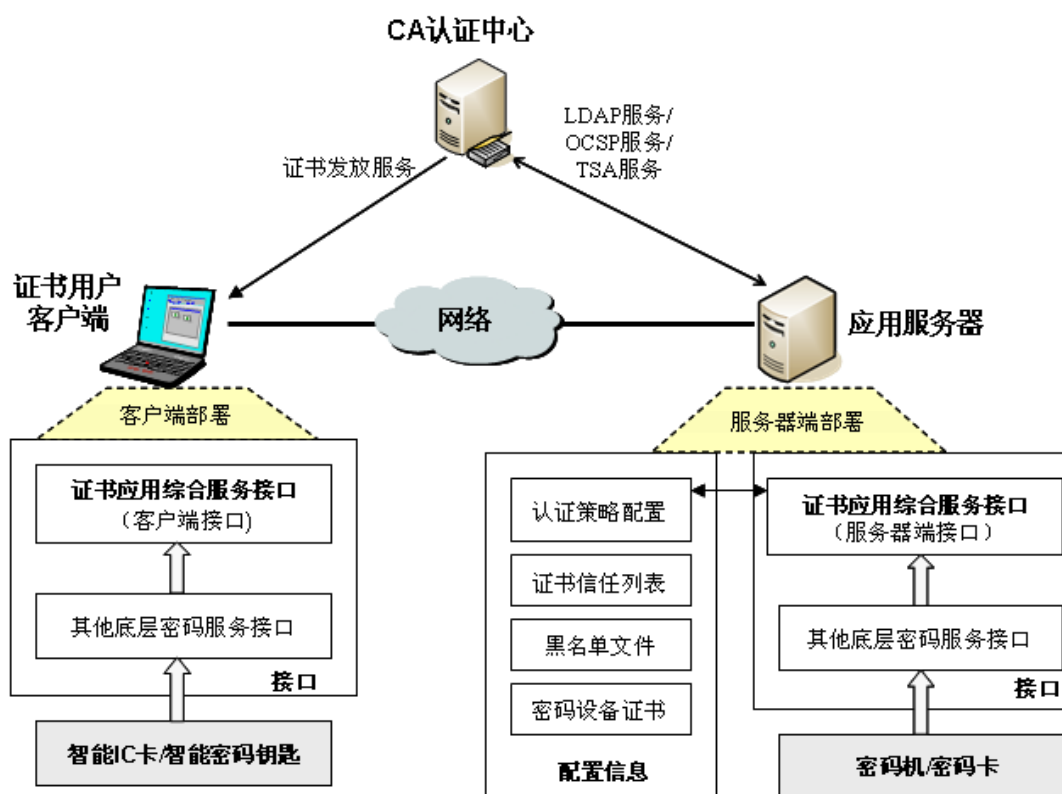 CA认证中心
LDAP服务/
OCSP服务/
TSA服务
证书发放服务
证书用户
客户端
网络
应用服务器
客户端部署
证书应用综合服务接口
（客户端接口)
其他底层密码服务接口
接口
智能IC卡/智能密码钥匙
服务器端部署
认证策略配置
证书信任列表
黑名单文件
密码设备证书
配置信息
证书应用综合服务接口
（服务器端接口）
其他底层密码服务接口
接口
密码机/密码卡